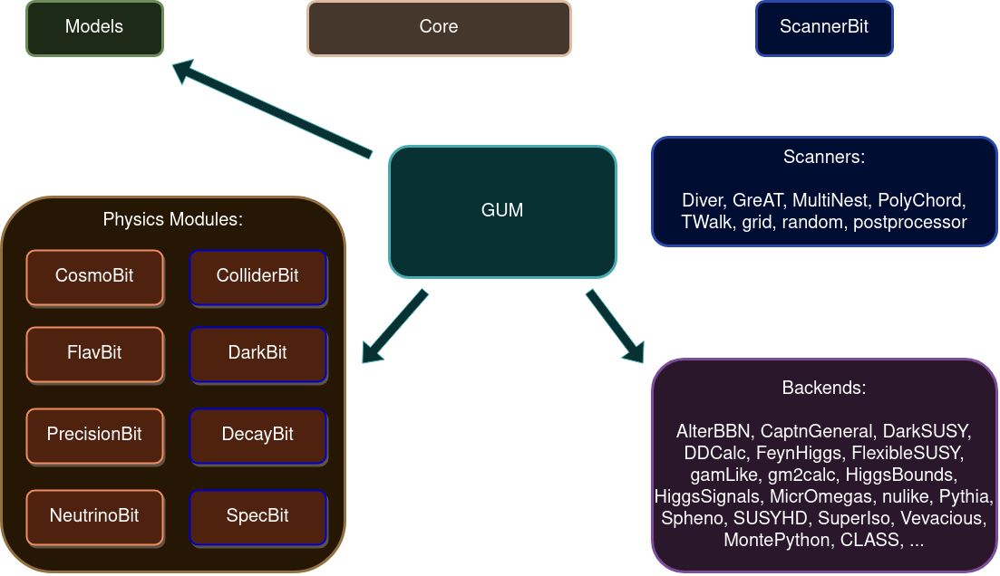 Models
Core
ScannerBit
GUM
Scanners:
Diver, GreAT, MultiNest, PolyChord,
TWalk, grid, random, postprocessor
Physics Modules:
CosmoBit
ColliderBit
FlavBit
DarkBit
PrecisionBit
DecayBit
NeutrinoBit
SpecBit
Backends:
AlterBBN, CaptnGeneral, DarkSUSY,
DDCalc, FeynHiggs, FlexibleSUSY,
gamLike, gm2calc, HiggsBounds,
HiggsSignals, MicrOmegas, nulike, Pythia,
Spheno, SUSYHD, SuperIso, Vevacious,
MontePython, CLASS, ...